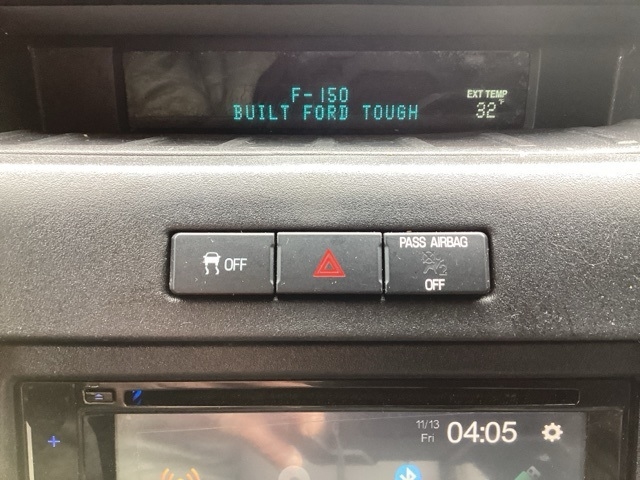 F-150
BUILT FORD TOUGH
EXT TEMP
32°F
OFF
PASS AIRBAG
OFF
11/13
Fri
04:05